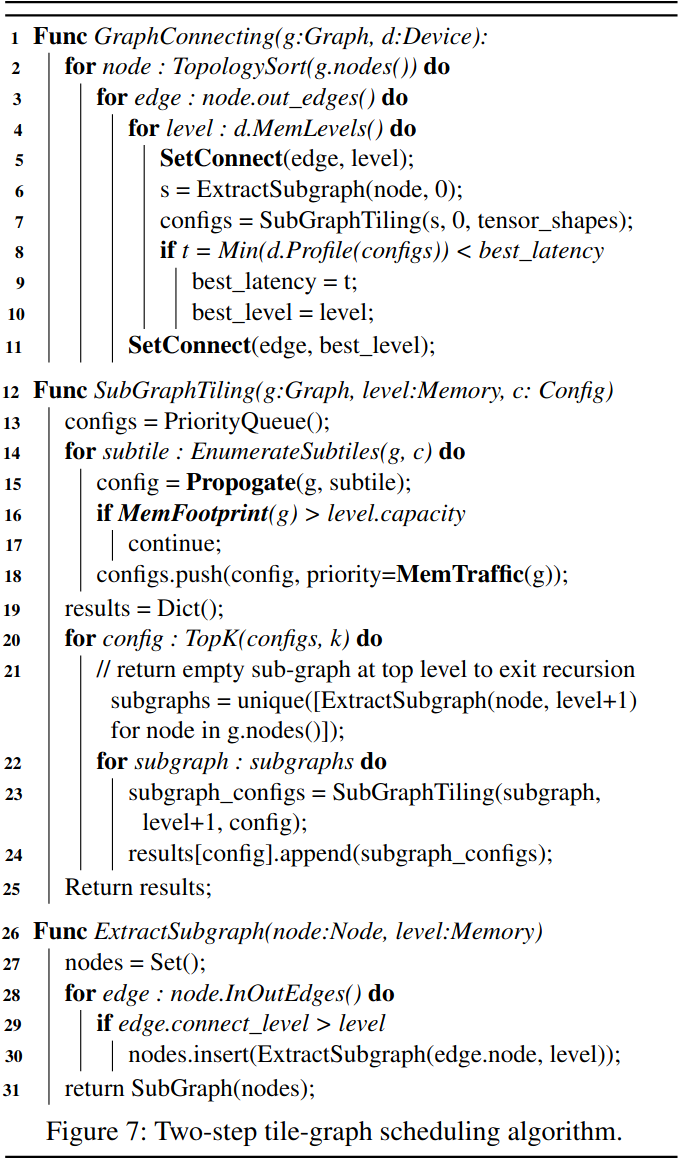 1 Func GraphConnecting(g:Graph, d:Device):
2 for node : TopologySort(g.nodes()) do
3 for edge : node.out_edges() do
4 for level : d.MemLevels() do
5 SetConnect(edge, level);
6 s = ExtractSubgraph(node, 0);
7 configs = SubGraphTiling(s, 0, tensor_shapes);
8 if t = Min(d.Profile(configs)) < best_latency
9 best_latency = t;
10 best_level = level;
11 SetConnect(edge, best_level);
12 Func SubGraphTiling(g:Graph, level:Memory, c: Config)
13 configs = PriorityQueue();
14 for subtile : EnumerateSubtiles(g, c) do
15 config = Propogate(g, subtile);
16 if MemFootprint(g) > level.capacity
17 continue;
18 configs.push(config, priority=MemTraffic(g));
19 results = Dict();
20 for config : TopK(configs, k) do
21 // return empty sub-graph at top level to exit recursion
subgraphs = unique([ExtractSubgraph(node, level+1)
for node in g.nodes()]);
22 for subgraph : subgraphs do
23 subgraph_configs = SubGraphTiling(subgraph,
level+1, config);
24 results[config].append(subgraph_configs);
25 Return results;
26 Func ExtractSubgraph(node:Node, level:Memory)
27 nodes = Set();
28 for edge : node.InOutEdges() do
29 if edge.connect_level > level
30 nodes.insert(ExtractSubgraph(edge.node, level));
31 return SubGraph(nodes);
Figure 7: Two-step tile-graph scheduling algorithm.